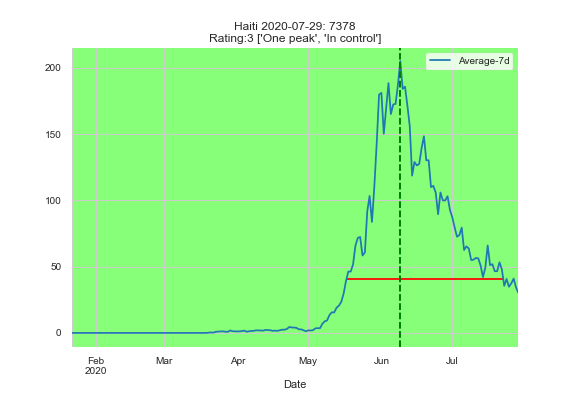 Haiti 2020-07-29: 7378
Rating:3 ['One peak', 'In control']
Average-7d
200
150
100
50
0
Feb
2020
Mar
Apr
May
Jun
Jul
Date